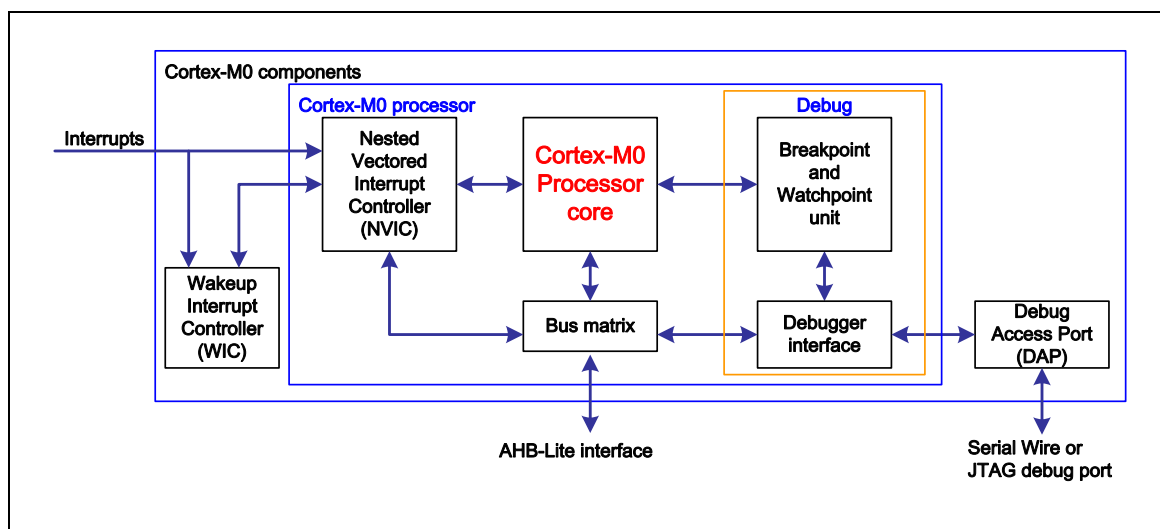 Cortex-M0 components
Cortex-M0 processor
Debug
Interrupts
Nested
Vectored
Interrupt
Controller
(NVIC)
Cortex-M0
Processor
core
Breakpoint
and
Watchpoint
unit
Wakeup
Interrupt
Controller
(WIC)
Bus matrix
Debugger
interface
Debug
Access Port
(DAP)
AHB-Lite interface
Serial Wire or
JTAG debug port